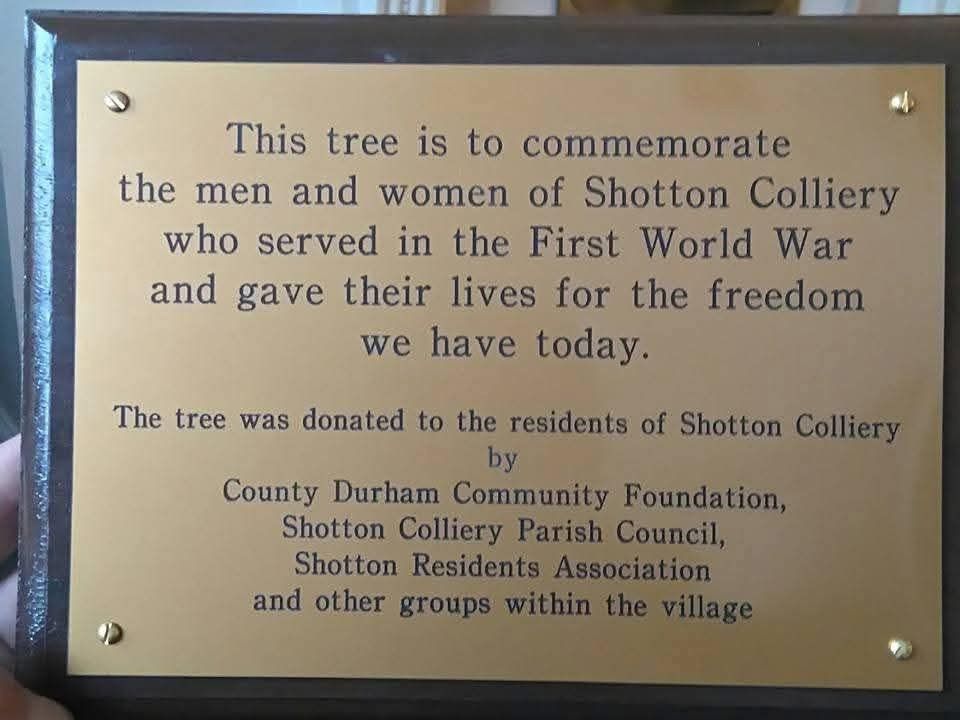 This tree is to commemorate
the men and women of Shotton Colliery
who served in the First World War
and gave their lives for the freedom
we have today.
The tree was donated to the residents of Shotton Colliery
by
County Durham Community Foundation,
Shotton Colliery Parish Council,
Shotton Residents Association
and other groups within the village